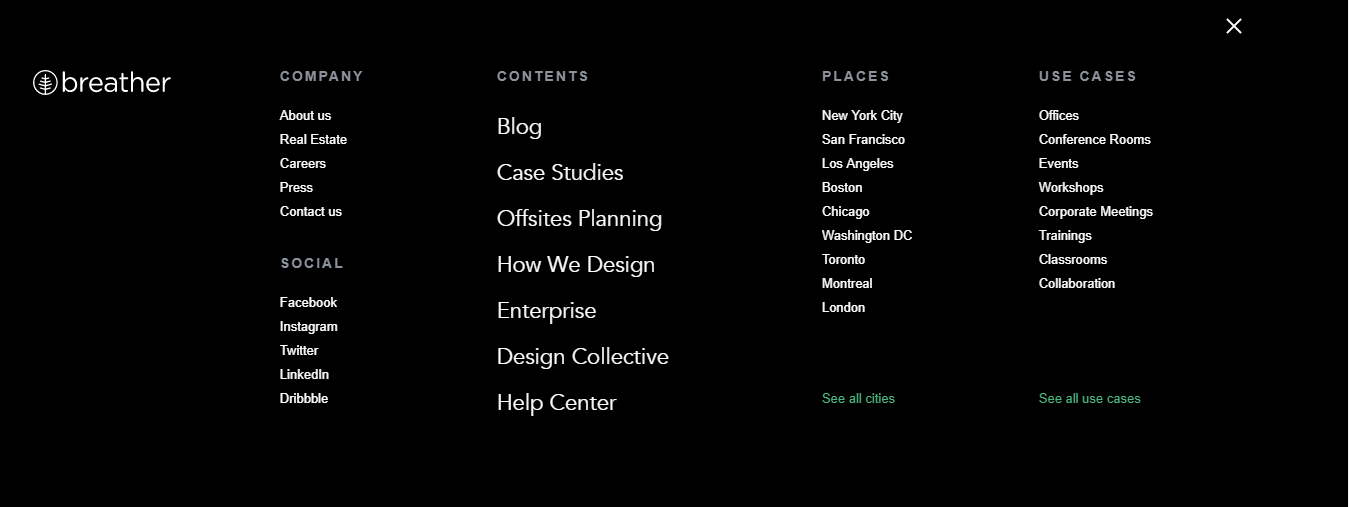 breather
COMPANY
About us
Real Estate
Careers
Press
Contact us
SOCIAL
Facebook
Instagram
Twitter
LinkedIn
Dribbble
CONTENTS
Blog
Case Studies
Offsites Planning
How We Design
Enterprise
Design Collective
Help Center
PLACES
New York City
San Francisco
Los Angeles
Boston
Chicago
Washington DC
Toronto
Montreal
London
See all cities
USE CASES
Offices
Conference Rooms
Events
Workshops
Corporate Meetings
Trainings
Classrooms
Collaboration
See all use cases